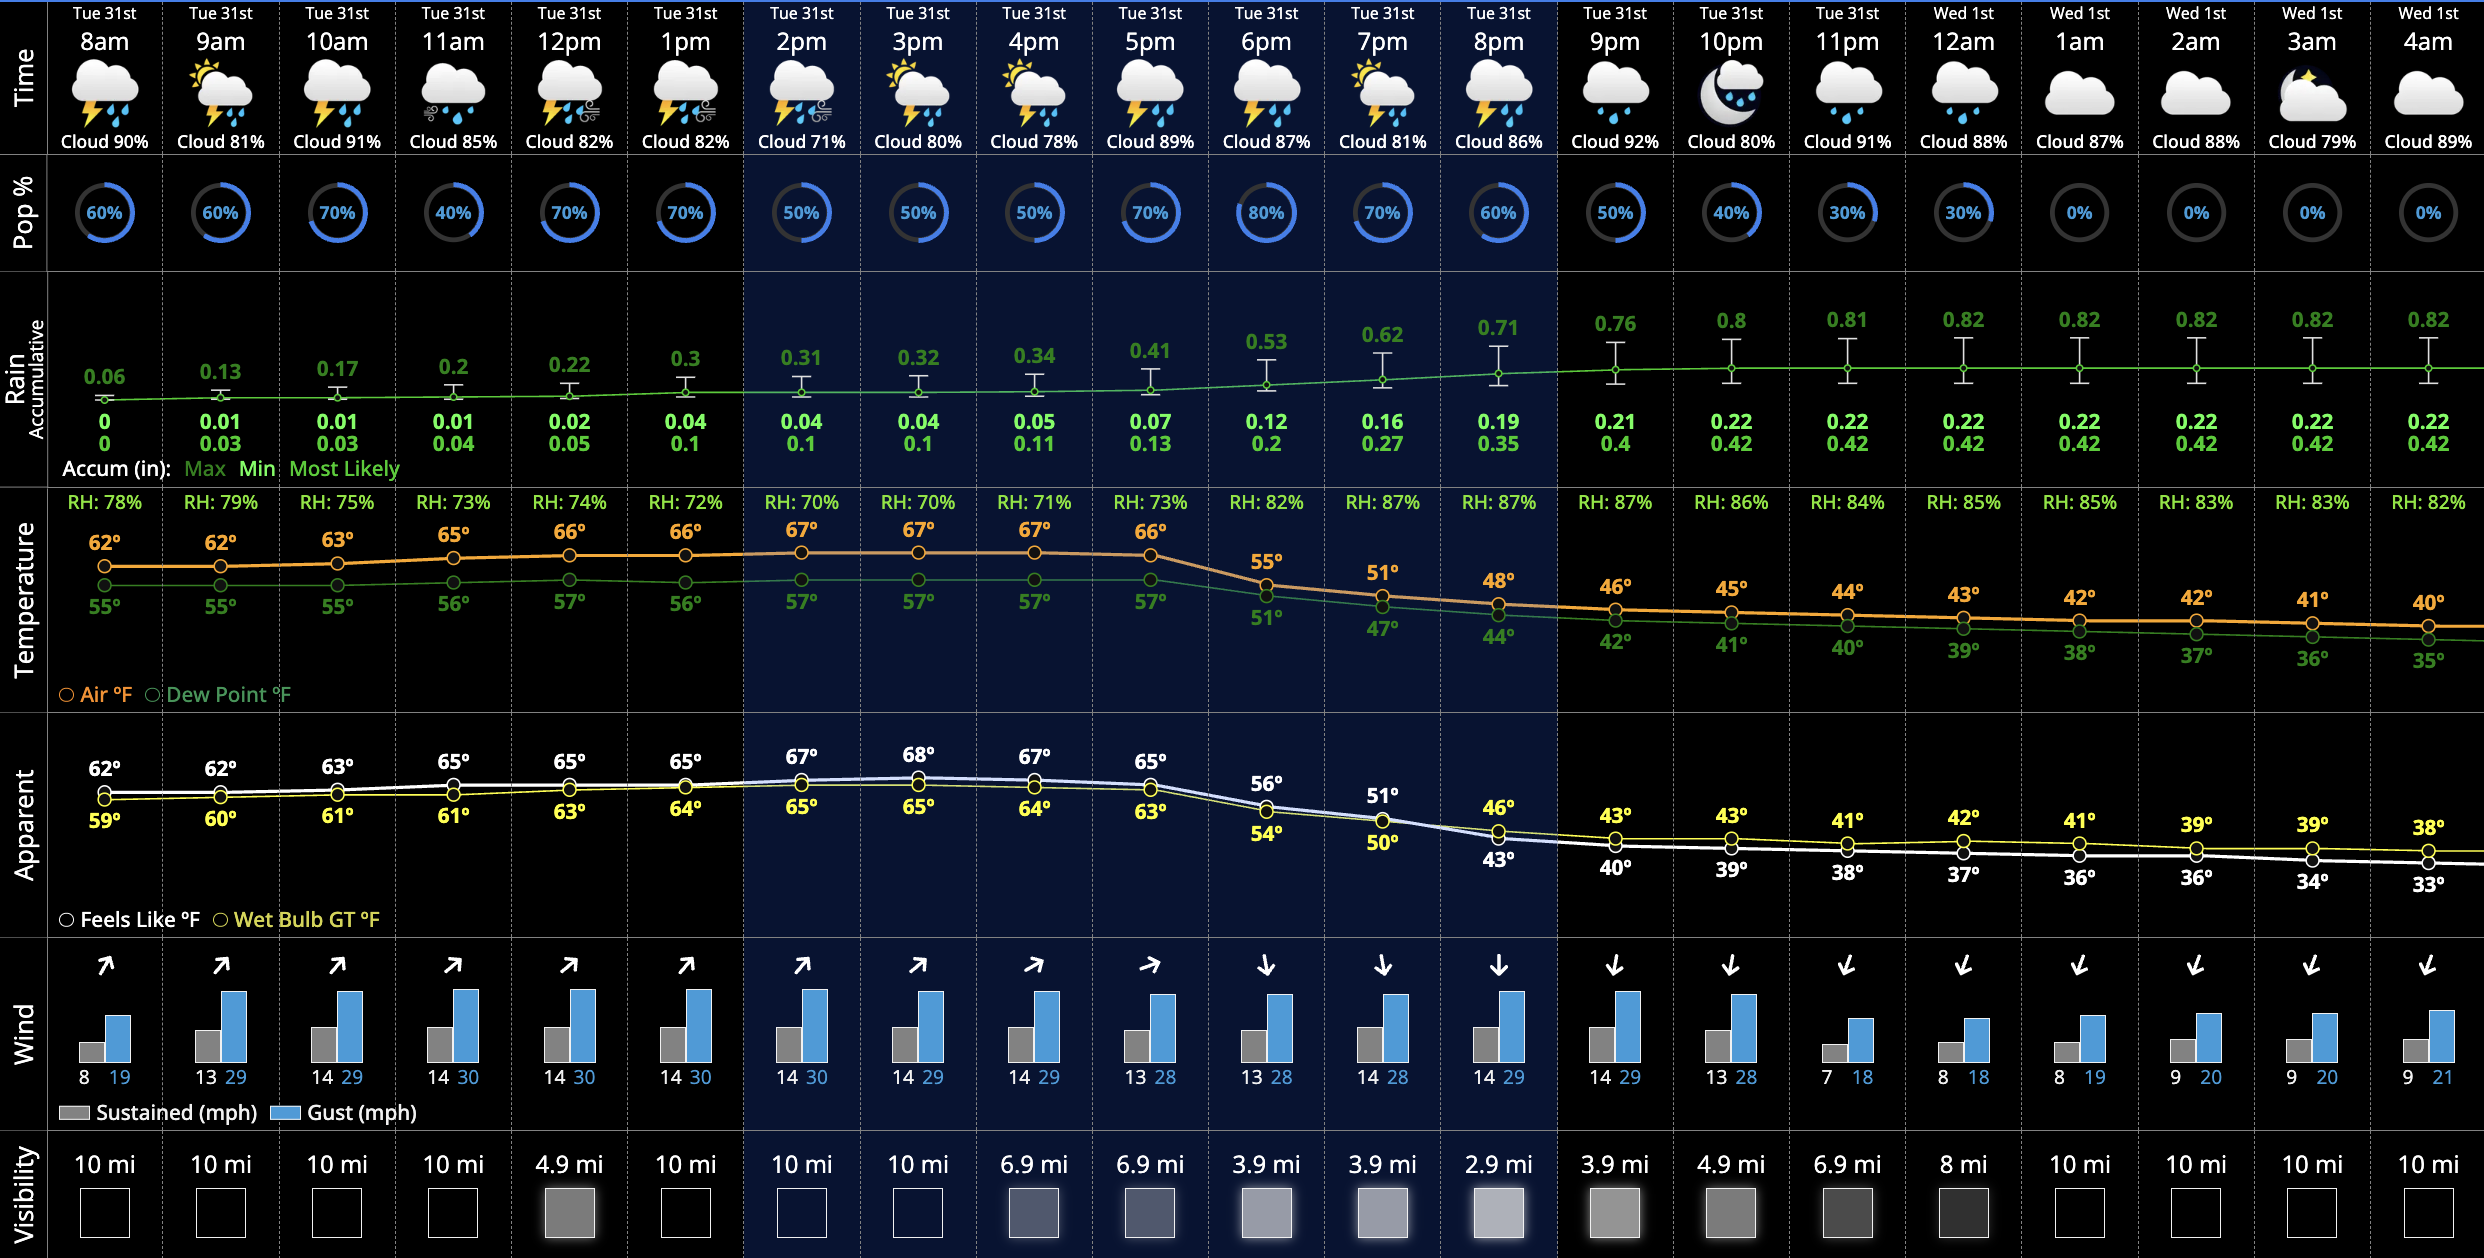 Time
Tue 31st Tue 31st Tue 31st Tue 31st Tue 31st Tue 31st Tue 31st Tue 31st Tue 31st Tue 31st Tue 31st Tue 31st Tue 31st Tue 31st Tue 31st Tue 31st Wed 1st Wed 1st Wed 1st Wed 1st Wed 1st
8am 9am 10am 11am 12pm 1pm 2pm 3pm 4pm 5pm 6pm 7pm 8pm 9pm 10pm 11pm 12am 1am 2am 3am 4am
Cloud 90% Cloud 81% Cloud 91% Cloud 85% Cloud 82% Cloud 82% Cloud 71% Cloud 80% Cloud 78% Cloud 89% Cloud 87% Cloud 81% Cloud 86% Cloud 92% Cloud 80% Cloud 91% Cloud 88% Cloud 87% Cloud 88% Cloud 79% Cloud 89%
Pop %
60% 60% 70% 40% 70% 70% 50% 50% 50% 70% 80% 70% 60% 50% 40% 30% 30% 0% 0% 0% 0%
Rain
Accumulative
0.06 0.13 0.17 0.2 0.22 0.3 0.31 0.32 0.34 0.41 0.53 0.62 0.71 0.76 0.8 0.81 0.82 0.82 0.82 0.82 0.82
0 0.01 0.01 0.01 0.02 0.04 0.04 0.04 0.05 0.07 0.12 0.16 0.19 0.21 0.22 0.22 0.22 0.22 0.22 0.22 0.22
0 0.03 0.03 0.04 0.05 0.1 0.1 0.1 0.11 0.13 0.2 0.27 0.35 0.4 0.42 0.42 0.42 0.42 0.42 0.42 0.42
Accum (in): Max Min Most Likely
Temperature
RH: 78% RH: 79% RH: 75% RH: 73% RH: 74% RH: 72% RH: 70% RH: 70% RH: 71% RH: 73% RH: 82% RH: 87% RH: 87% RH: 87% RH: 86% RH: 84% RH: 85% RH: 85% RH: 83% RH: 83% RH: 82%
62° 62° 63° 65° 66° 66° 67° 67° 67° 66° 55° 51° 48° 46° 45° 44° 43° 42° 42° 41° 40°
55° 55° 55° 56° 57° 56° 57° 57° 57° 57° 51° 47° 44° 42° 41° 40° 39° 38° 37° 36° 35°
Air °F Dew Point °F
Apparent
62° 62° 63° 65° 65° 65° 67° 68° 67° 65° 56° 51° 46° 43° 43° 41° 42° 41° 39° 39° 38°
59° 60° 61° 61° 63° 64° 65° 65° 64° 63° 54° 50° 43° 40° 39° 38° 37° 36° 36° 34° 33°
Feels Like °F Wet Bulb GT °F
Wind
8 19 13 29 14 29 14 30 14 30 14 30 14 30 14 29 14 29 13 28 13 28 14 28 14 29 14 29 13 28 7 18 8 18 8 19 9 20 9 20 9 21
Sustained (mph) Gust (mph)
Visibility
10 mi 10 mi 10 mi 10 mi 4.9 mi 10 mi 10 mi 10 mi 6.9 mi 6.9 mi 3.9 mi 3.9 mi 2.9 mi 3.9 mi 4.9 mi 6.9 mi 8 mi 10 mi 10 mi 10 mi 10 mi